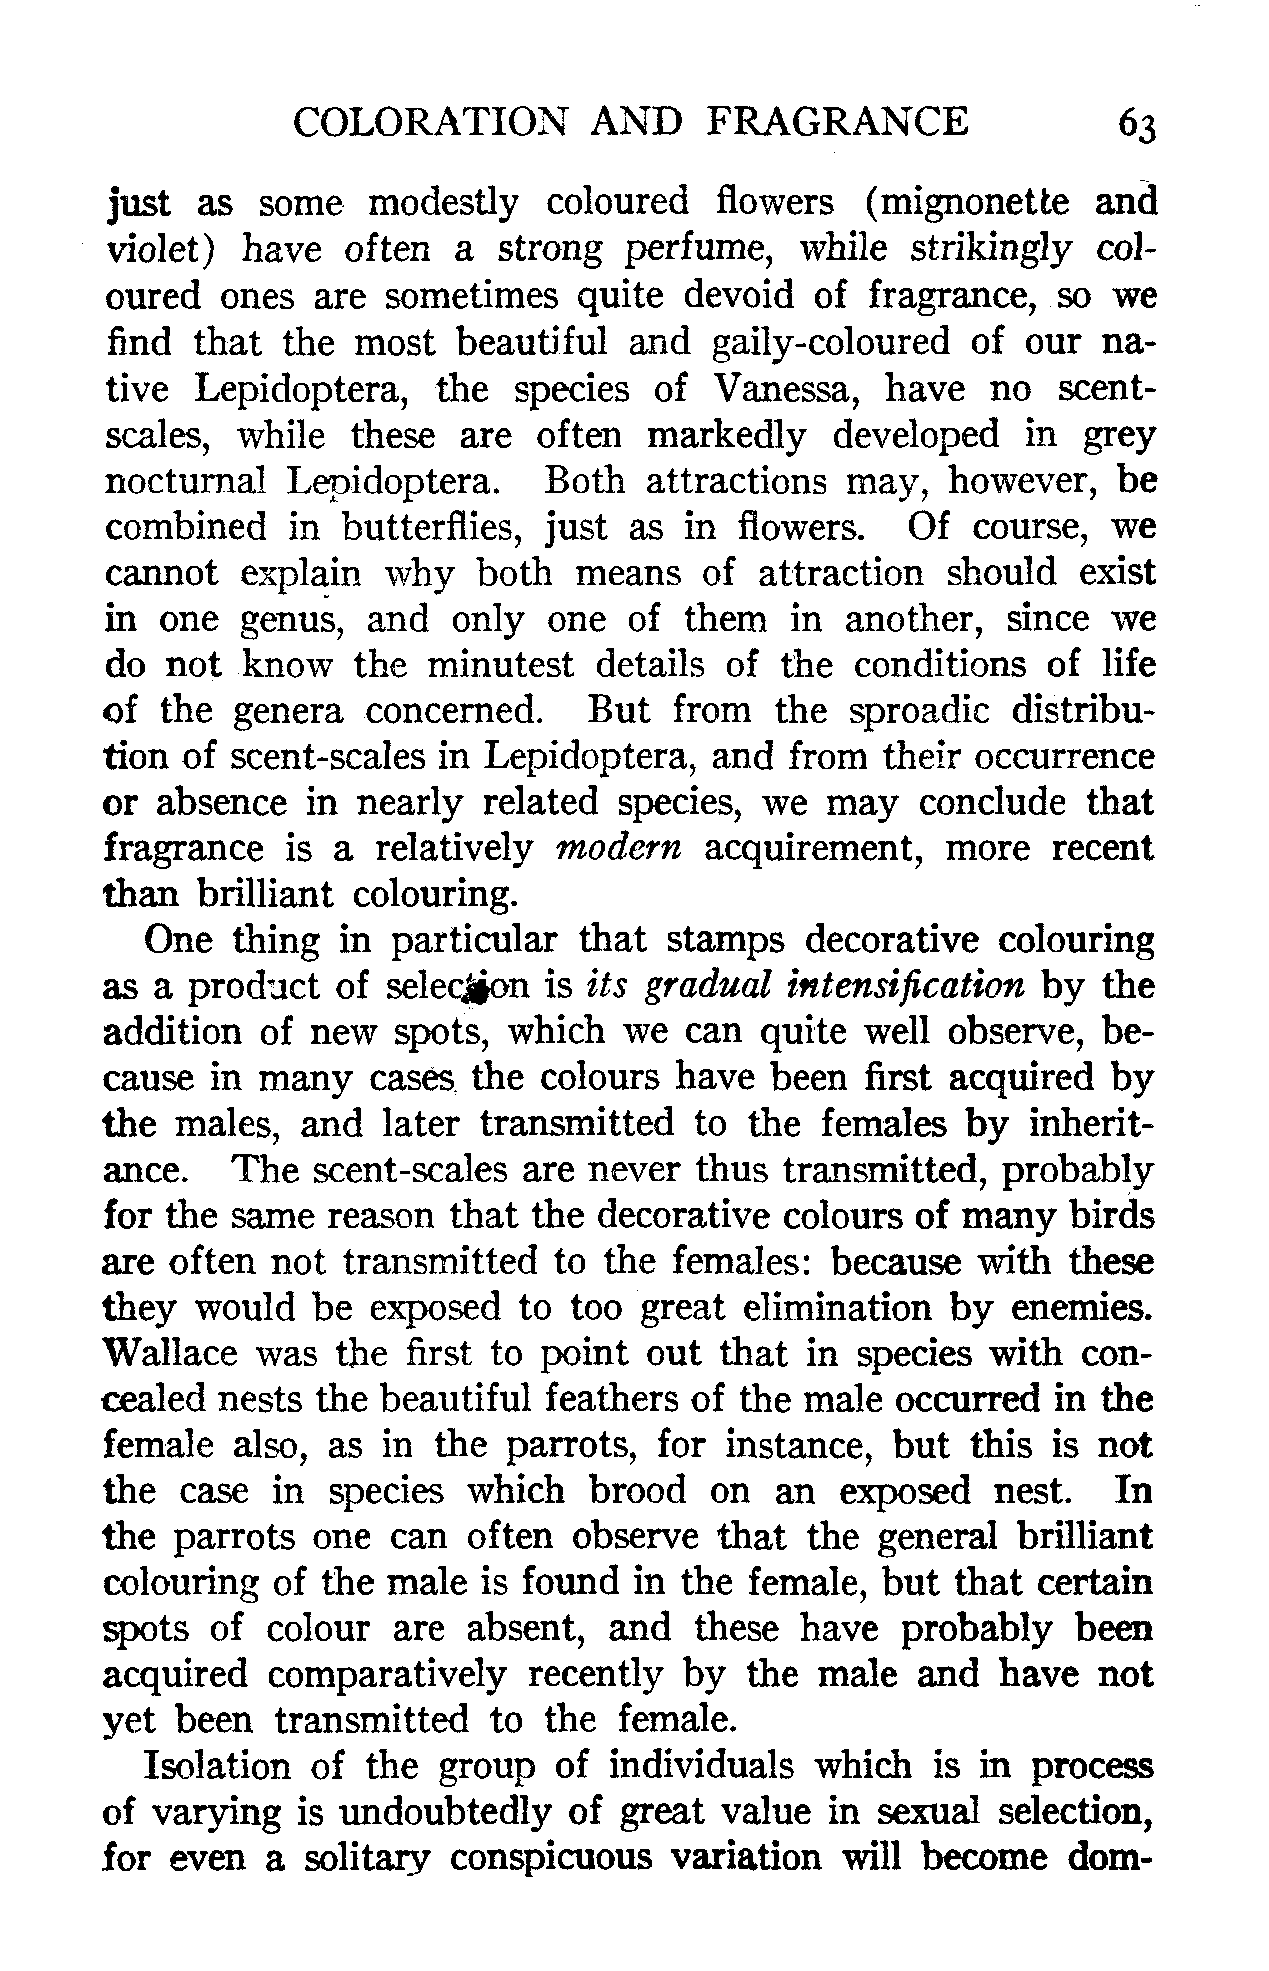 COLORATION AND FRAGRANCE 63
just as some modestly coloured flowers (mignonette and
violet) have often a strong perfume, while strikingly col-
oured ones are sometimes quite devoid of fragrance, so we
find that the most beautiful and gaily-coloured of our na-
tive Lepidoptera, the species of Vanessa, have no scent-
scales, while these are often markedly developed in grey
nocturnal Lepidoptera. Both attractions may, however, be
combined in butterflies, just as in flowers. Of course, we
cannot explain why both means of attraction should exist
in one genus, and only one of them in another, since we
do not know the minutest details of the conditions of life
of the genera concerned. But from the sproadic distribu-
tion of scent-scales in Lepidoptera, and from their occurrence
or absence in nearly related species, we may conclude that
fragrance is a relatively modern acquirement, more recent
than brilliant colouring.
One thing in particular that stamps decorative colouring
as a product of selection is its gradual intensification by the
addition of new spots, which we can quite well observe, be-
cause in many cases the colours have been first acquired by
the males, and later transmitted to the females by inherit-
ance. The scent-scales are never thus transmitted, probably
for the same reason that the decorative colours of many birds
are often not transmitted to the females: because with these
they would be exposed to too great elimination by enemies.
Wallace was the first to point out that in species with con-
cealed nests the beautiful feathers of the male occurred in the
female also, as in the parrots, for instance, but this is not
the case in species which brood on an exposed nest. In
the parrots one can often observe that the general brilliant
colouring of the male is found in the female, but that certain
spots of colour are absent, and these have probably been
acquired comparatively recently by the male and have not
yet been transmitted to the female.
Isolation of the group of individuals which is in process
of varying is undoubtedly of great value in sexual selection,
for even a solitary conspicuous variation will become dom-